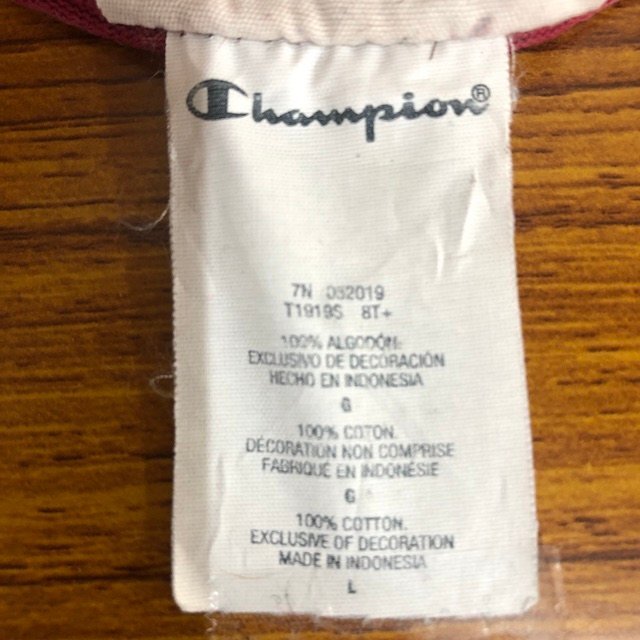 Champion®
7N 082019
T1919S 8T+
100% ALGODÓN.
EXCLUSIVO DE DECORACIÓN
HECHO EN INDONESIA
G
100% COTON.
DÉCORATION NON COMPRISE
FABRIQUÉ EN INDONÉSIE
G
100% COTTON.
EXCLUSIVE OF DECORATION
MADE IN INDONESIA
L